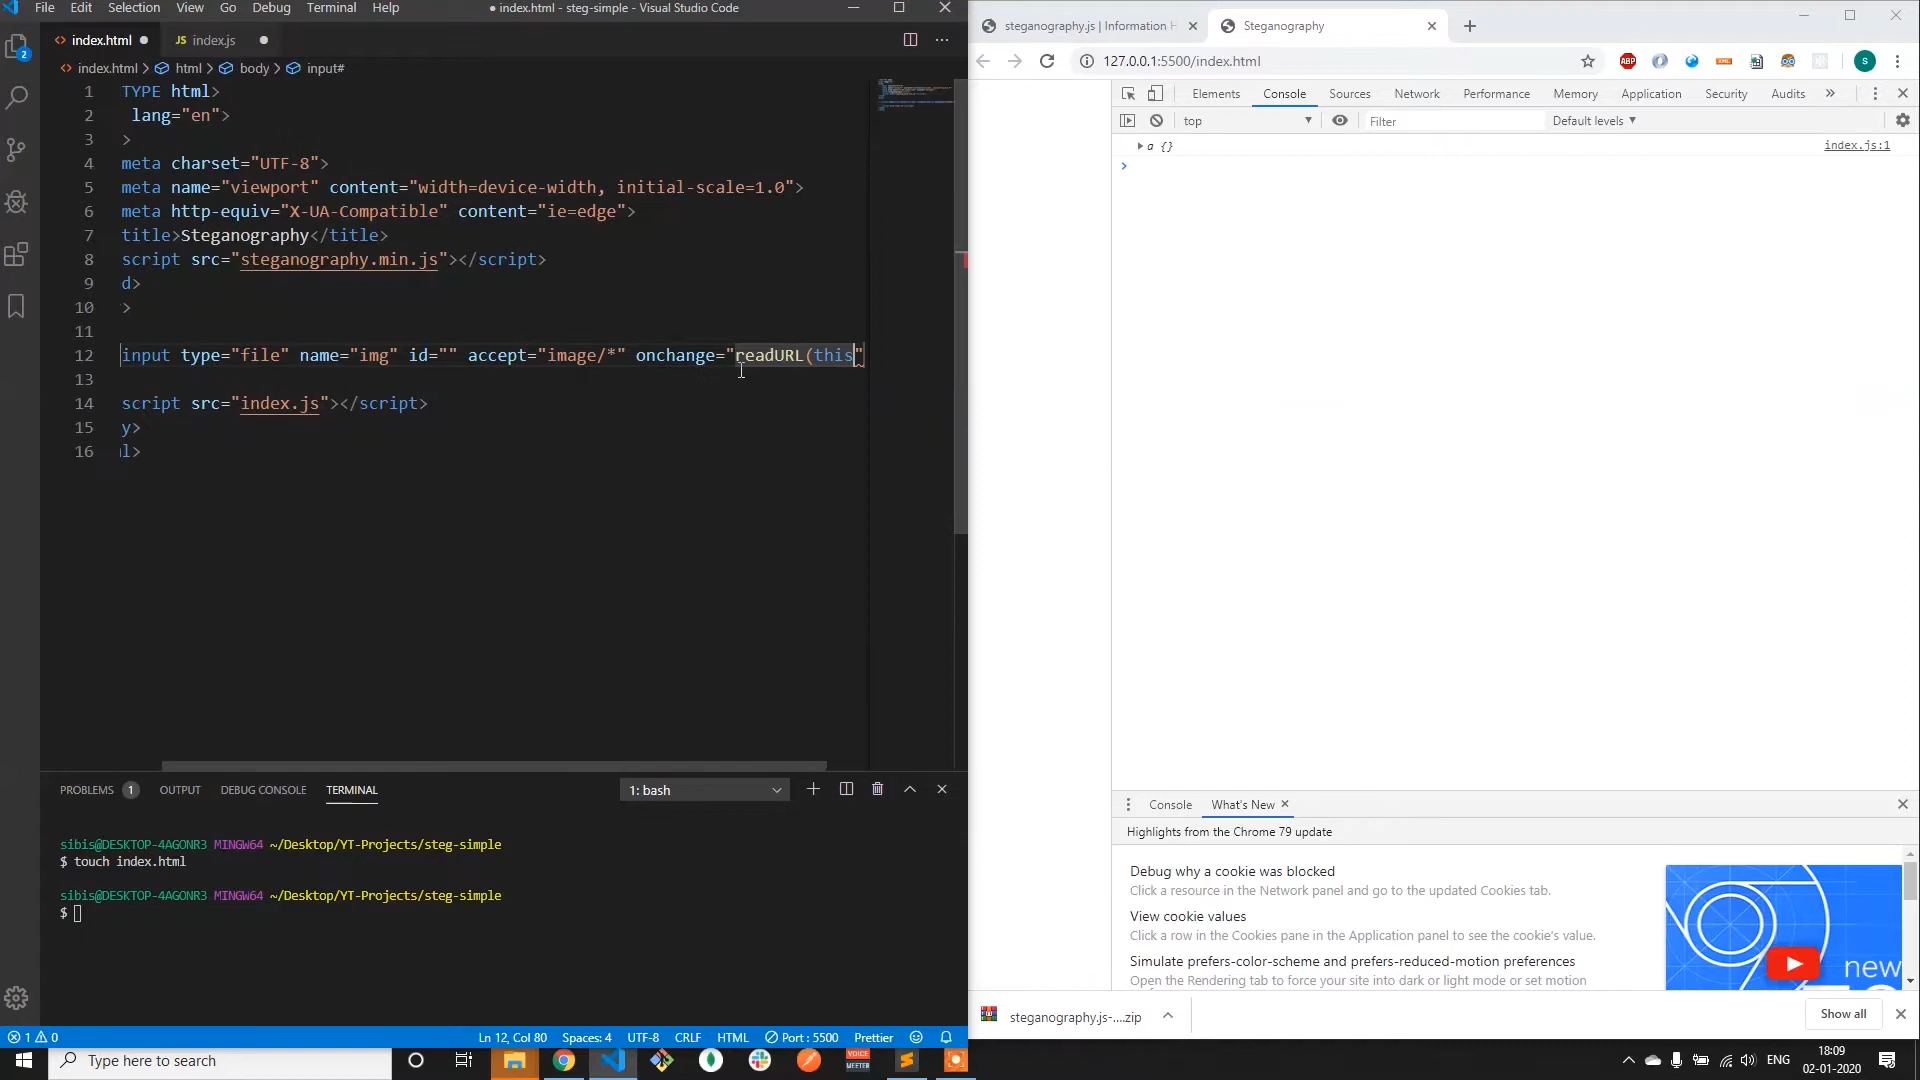 File Edit Selection View Go Debug Terminal Help ● index.html - steg-simple - Visual Studio Code
index.html ● JS index.js ●
index.html > html > body > input#
1 TYPE html>
2 lang="en">
3 >
4 meta charset="UTF-8">
5 meta name="viewport" content="width=device-width, initial-scale=1.0">
6 meta http-equiv="X-UA-Compatible" content="ie=edge">
7 title>Steganography</title>
8 script src="steganography.min.js"></script>
9 d>
10 >
11
12 input type="file" name="img" id="" accept="image/*" onchange="readURL(this"
13
14 script src="index.js"></script>
15 y>
16 l>
PROBLEMS 1 OUTPUT DEBUG CONSOLE TERMINAL 1: bash
sibis@DESKTOP-4AGONR3 MINGW64 ~/Desktop/YT-Projects/steg-simple
$ touch index.html
sibis@DESKTOP-4AGONR3 MINGW64 ~/Desktop/YT-Projects/steg-simple
$
2
1 0 Ln 12, Col 80 Spaces: 4 UTF-8 CRLF HTML Port : 5500 Prettier
steganography.js | Information Steganography
127.0.0.1:5500/index.html
ABP XML S
Elements Console Sources Network Performance Memory Application Security Audits »
top Filter Default levels
a {} index.js:1
>
Console What's New
Highlights from the Chrome 79 update
Debug why a cookie was blocked
Click a resource in the Network panel and go to the updated Cookies tab.
View cookie values
Click a row in the Cookies pane in the Application panel to see the cookie's value.
Simulate prefers-color-scheme and prefers-reduced-motion preferences
Open the Rendering tab to force your site into dark or light mode or set motion
new
steganography.js-....zip Show all
Type here to search
VOICE MEETER
ENG
18:09
02-01-2020